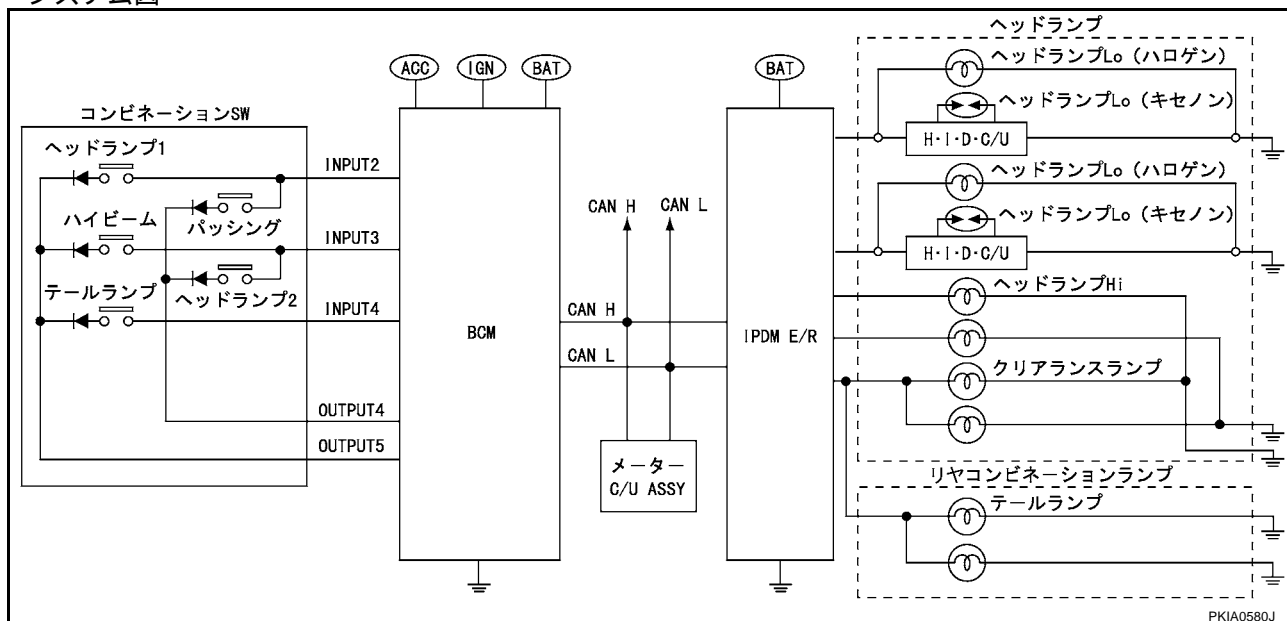 システム図
ヘッドランプ
ACC
IGN
BAT
BAT
ヘッドランプLo (ハロゲン)
コンビネーションSW
ヘッドランプLo (キセノン)
H・I・D・C/U
ヘッドランプ1
INPUT2
ヘッドランプLo (ハロゲン)
パッシング
CAN H
CAN L
ハイビーム
INPUT3
ヘッドランプLo (キセノン)
H・I・D・C/U
ヘッドランプ2
テールランプ
INPUT4
ヘッドランプHi
CAN H
BCM
IPDM E/R
CAN L
クリアランスランプ
OUTPUT4
OUTPUT5
メーター
C/U ASSY
リヤコンビネーションランプ
テールランプ
PKIA0580J